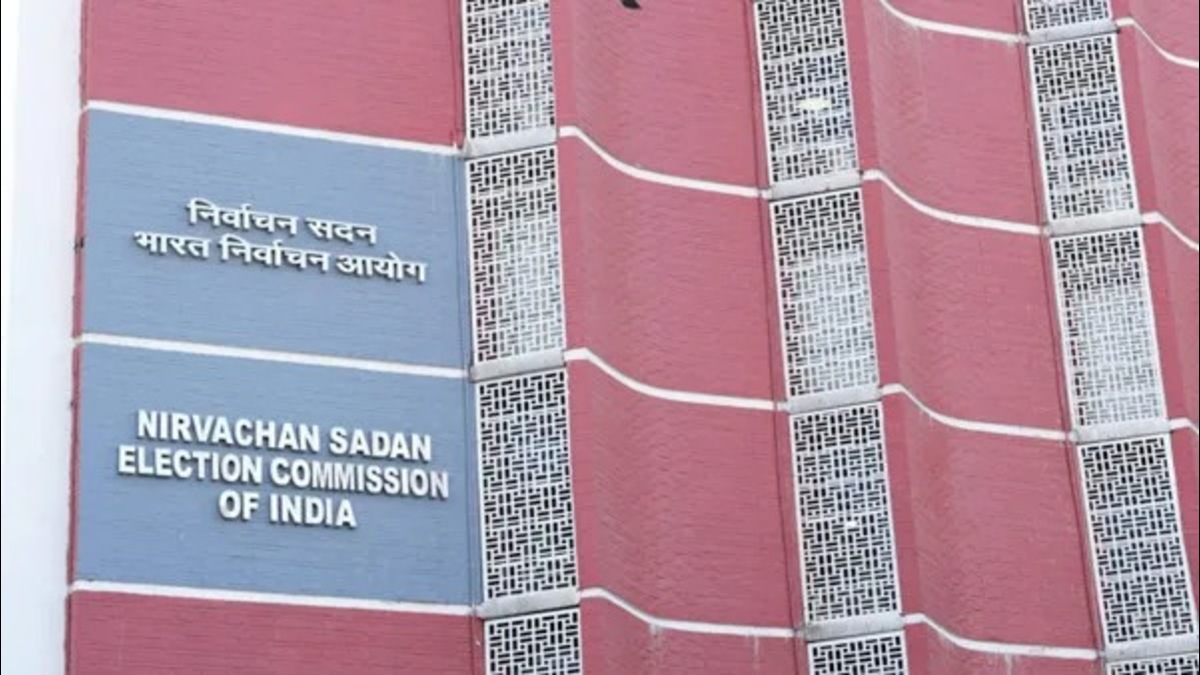 निर्वाचन सदन
भारत निर्वाचन आयोग
NIRVACHAN SADAN
ELECTION COMMISSION
OF INDIA